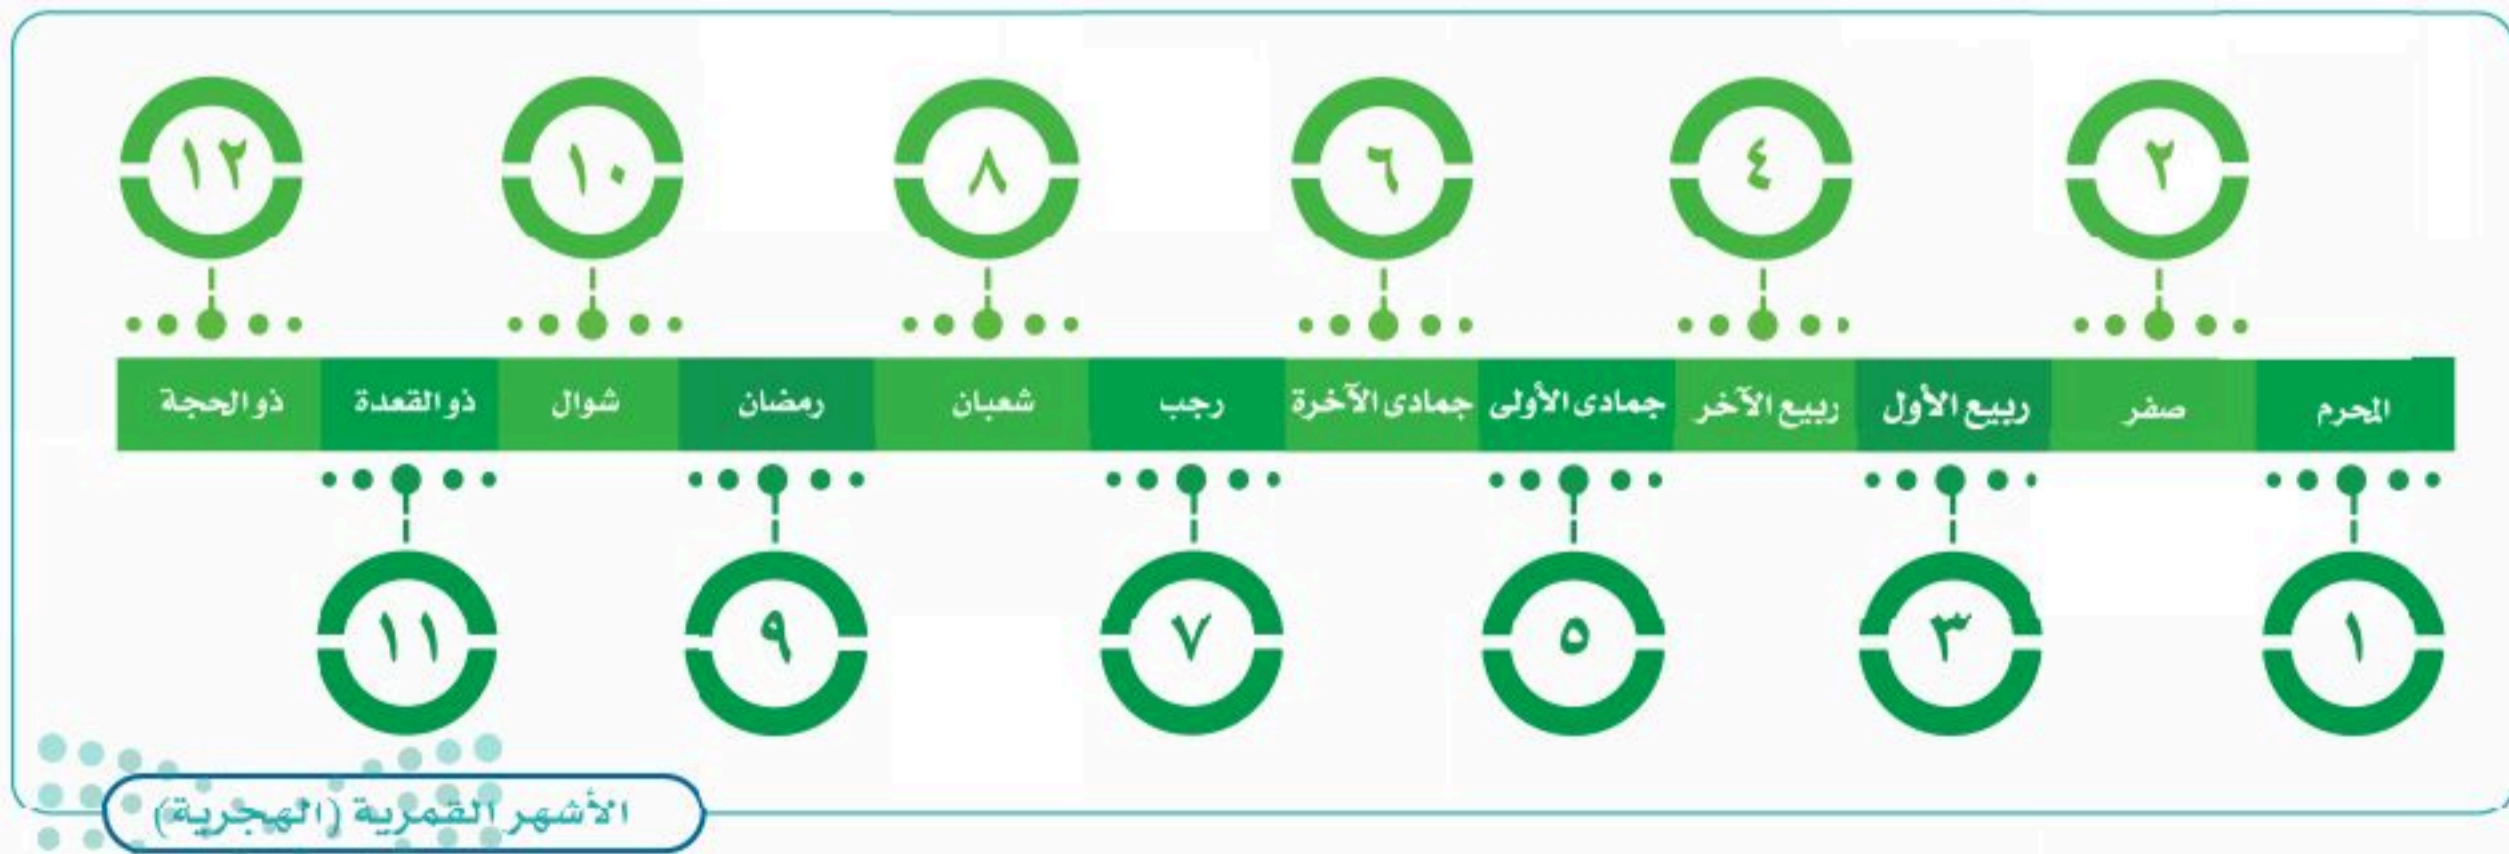 ٢ ٤ ٦ ٨ ١٠ ١٢
المحرم صفر ربيع الأول ربيع الآخر جمادى الأولى جمادى الآخرة رجب شعبان رمضان شوال ذو القعدة ذو الحجة
١ ٣ ٥ ٧ ٩ ١١
الأشهر القمرية (الهجرية)